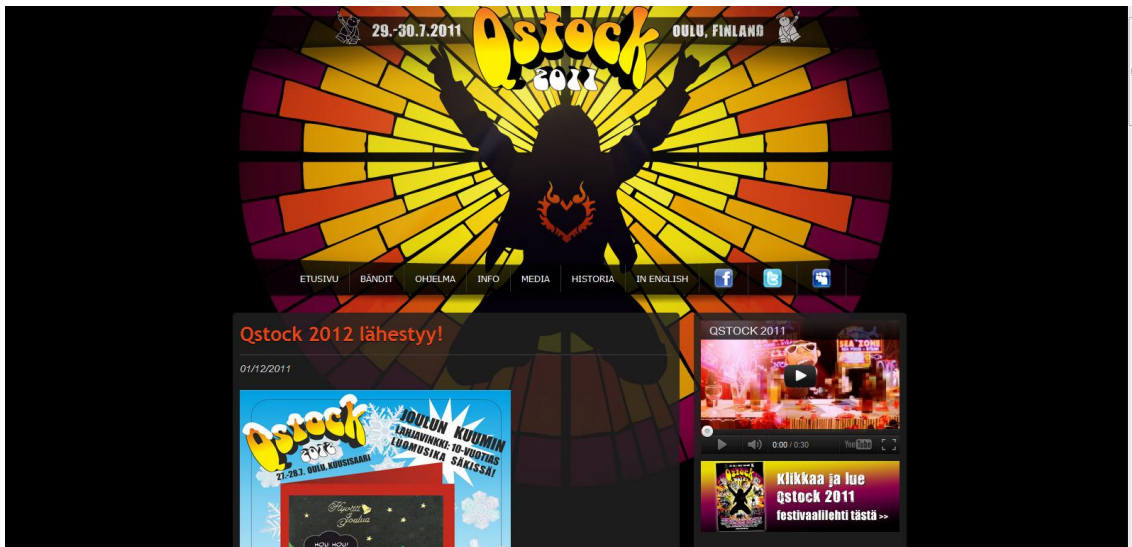 29.-30.7.2011
Qstock
2011
OULU, FINLAND
ETUSIVU BÄNDIT OHJELMA INFO MEDIA HISTORIA IN ENGLISH
Qstock 2012 lähestyy!
01/12/2011
Qstock
2012
27.-28.7. OULU, KUUSISAARI
JOULUN KUUMIN
LAHJAVINKKI: 10-VUOTIAS
LUOMUSIKA SÄKISSÄ!
Hyvää
Joulua
HOU HOU!
QSTOCK 2011
SEA ZONE
0:00 / 0:30
YouTube
Qstock
Klikkaa ja lue
Qstock 2011
festivaalilehti tästä >>